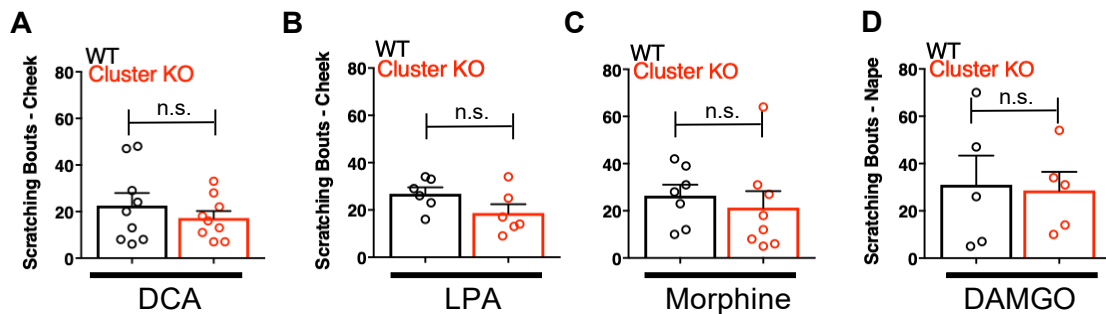 A
WT
Cluster KO
Scratching Bouts - Cheek
80
60
40
20
0
n.s.
DCA
B
WT
Cluster KO
Scratching Bouts - Cheek
80
60
40
20
0
n.s.
LPA
C
WT
Cluster KO
Scratching Bouts - Cheek
80
60
40
20
0
n.s.
Morphine
D
WT
Cluster KO
Scratching Bouts - Nape
80
60
40
20
0
n.s.
DAMGO